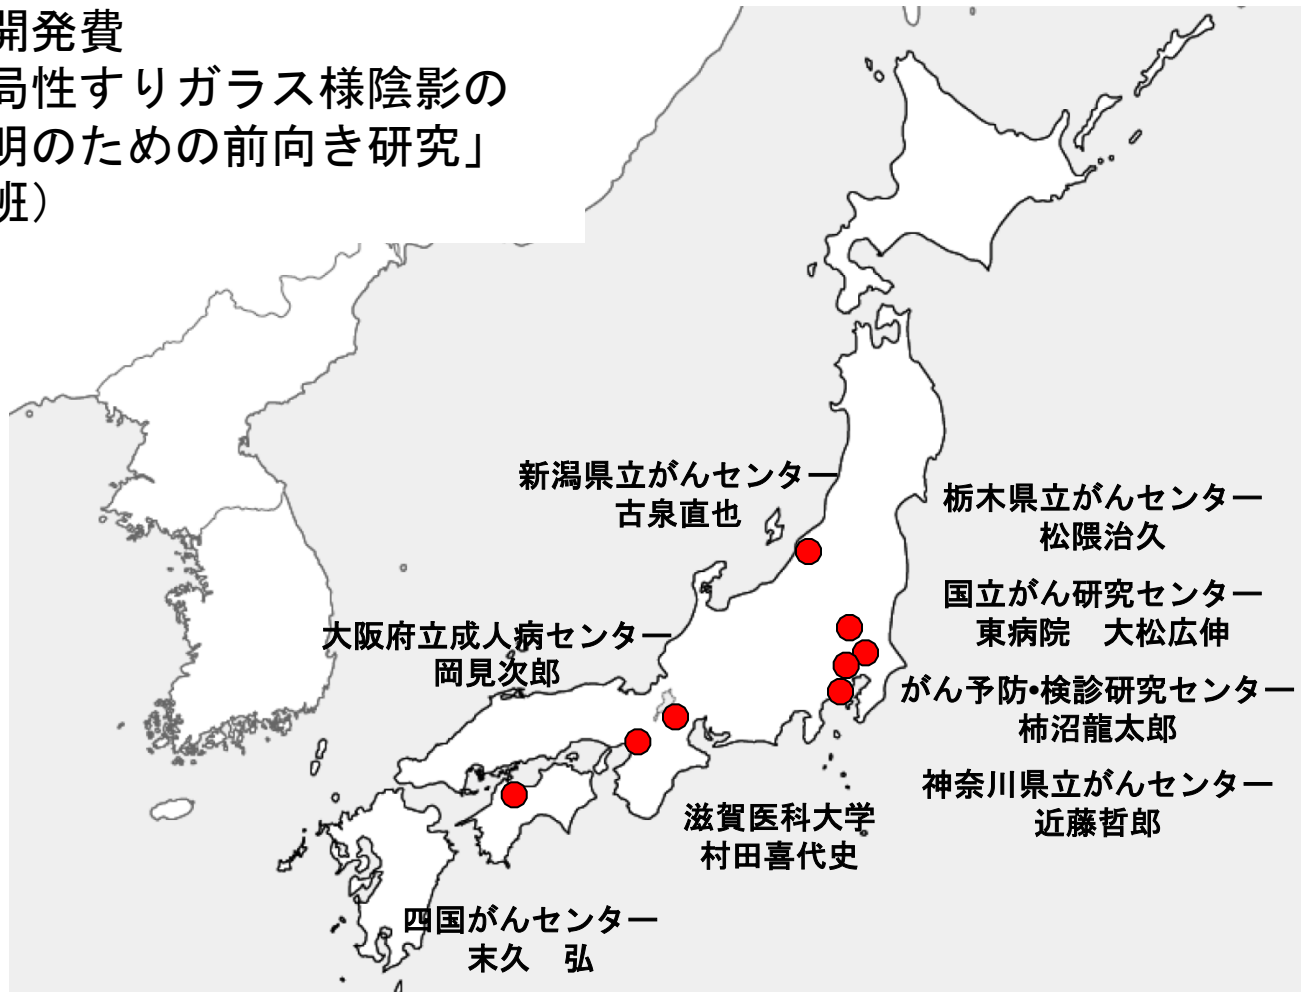 開発費
局性すりガラス様陰影の
明のための前向き研究」
班）
新潟県立がんセンター
古泉直也
栃木県立がんセンター
松隈治久
国立がん研究センター
東病院　大松広伸
大阪府立成人病センター
岡見次郎
がん予防•検診研究センター
柿沼龍太郎
神奈川県立がんセンター
近藤哲郎
滋賀医科大学
村田喜代史
四国がんセンター
末久　弘